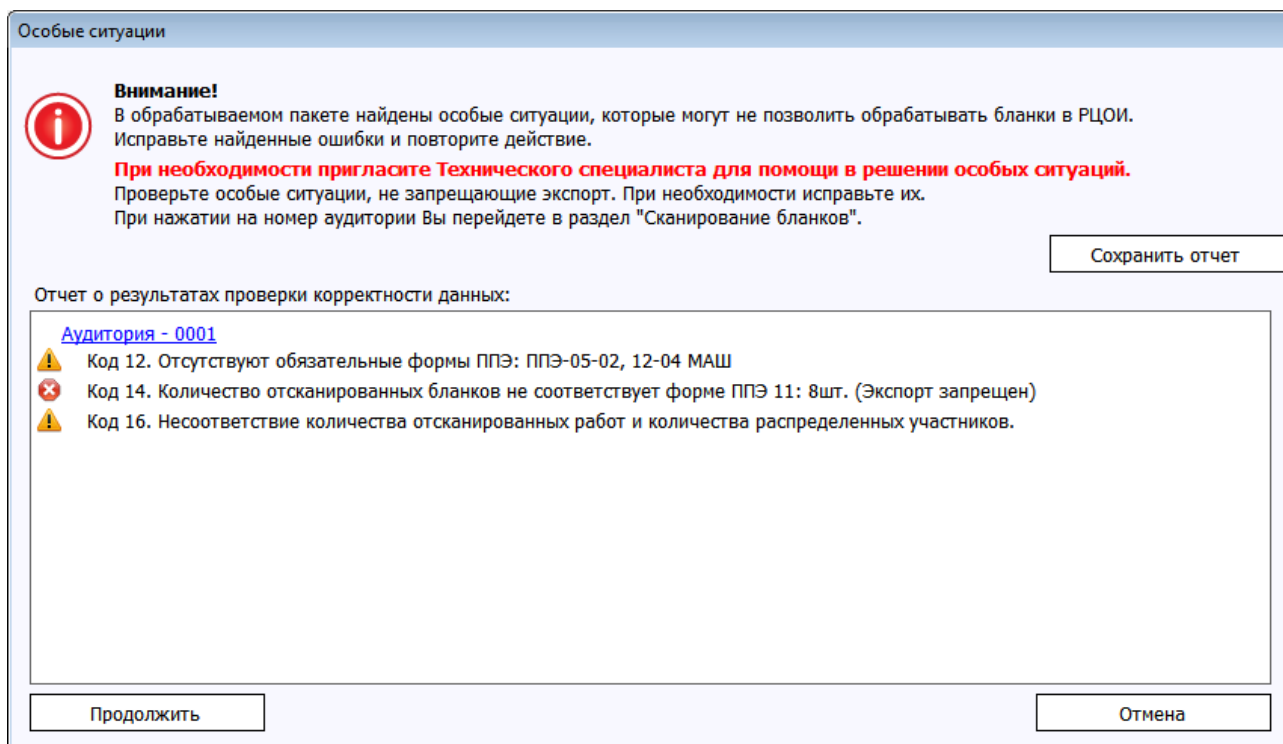 Особые ситуации
Внимание!
В обрабатываемом пакете найдены особые ситуации, которые могут не позволить обрабатывать бланки в РЦОИ.
Исправьте найденные ошибки и повторите действие.
При необходимости пригласите Технического специалиста для помощи в решении особых ситуаций.
Проверьте особые ситуации, не запрещающие экспорт. При необходимости исправьте их.
При нажатии на номер аудитории Вы перейдете в раздел "Сканирование бланков".
Сохранить отчет
Отчет о результатах проверки корректности данных:
Аудитория - 0001
Код 12. Отсутствуют обязательные формы ППЭ: ППЭ-05-02, 12-04 МАШ
Код 14. Количество отсканированных бланков не соответствует форме ППЭ 11: 8шт. (Экспорт запрещен)
Код 16. Несоответствие количества отсканированных работ и количества распределенных участников.
Продолжить
Отмена